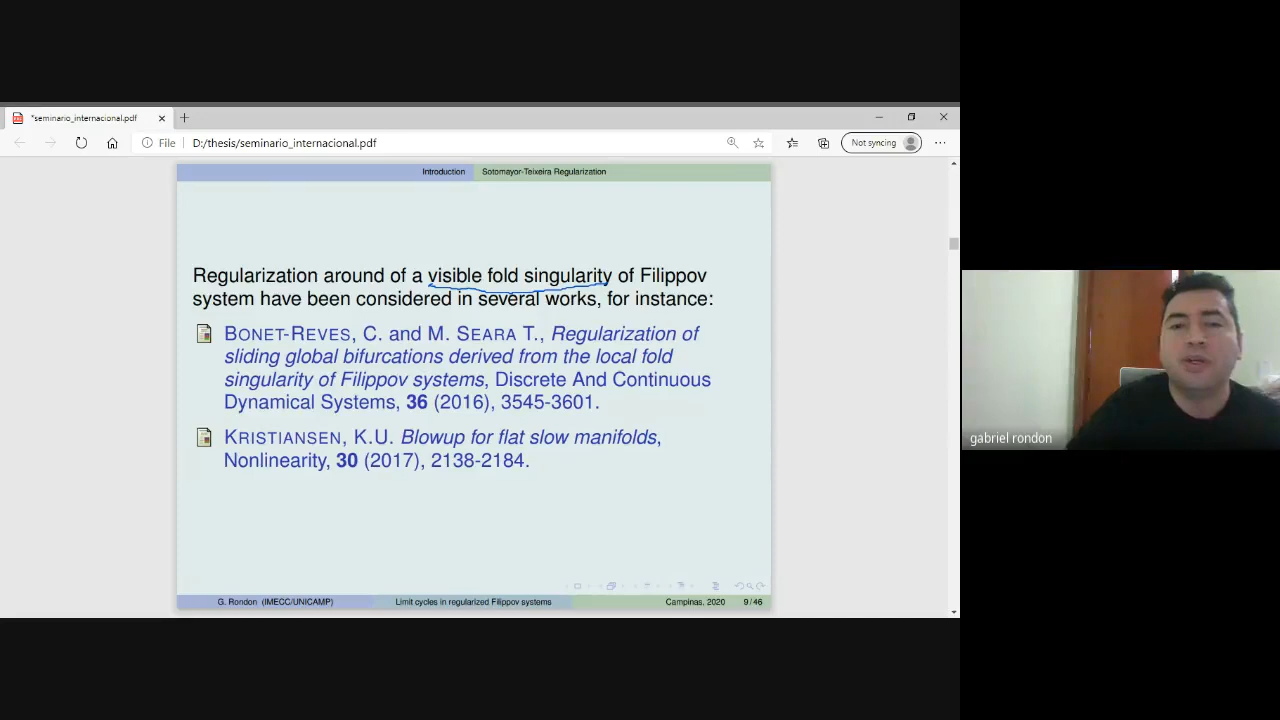 *seminario_internacional.pdf
File D:/thesis/seminario_internacional.pdf
Not syncing
Introduction Sotomayor-Teixeira Regularization
Regularization around of a visible fold singularity of Filippov
system have been considered in several works, for instance:
BONET-REVES, C. and M. SEARA T., Regularization of
sliding global bifurcations derived from the local fold
singularity of Filippov systems, Discrete And Continuous
Dynamical Systems, 36 (2016), 3545-3601.
KRISTIANSEN, K.U. Blowup for flat slow manifolds,
Nonlinearity, 30 (2017), 2138-2184.
G. Rondon (IMECC/UNICAMP) Limit cycles in regularized Filippov systems Campinas, 2020 9/46
gabriel rondon